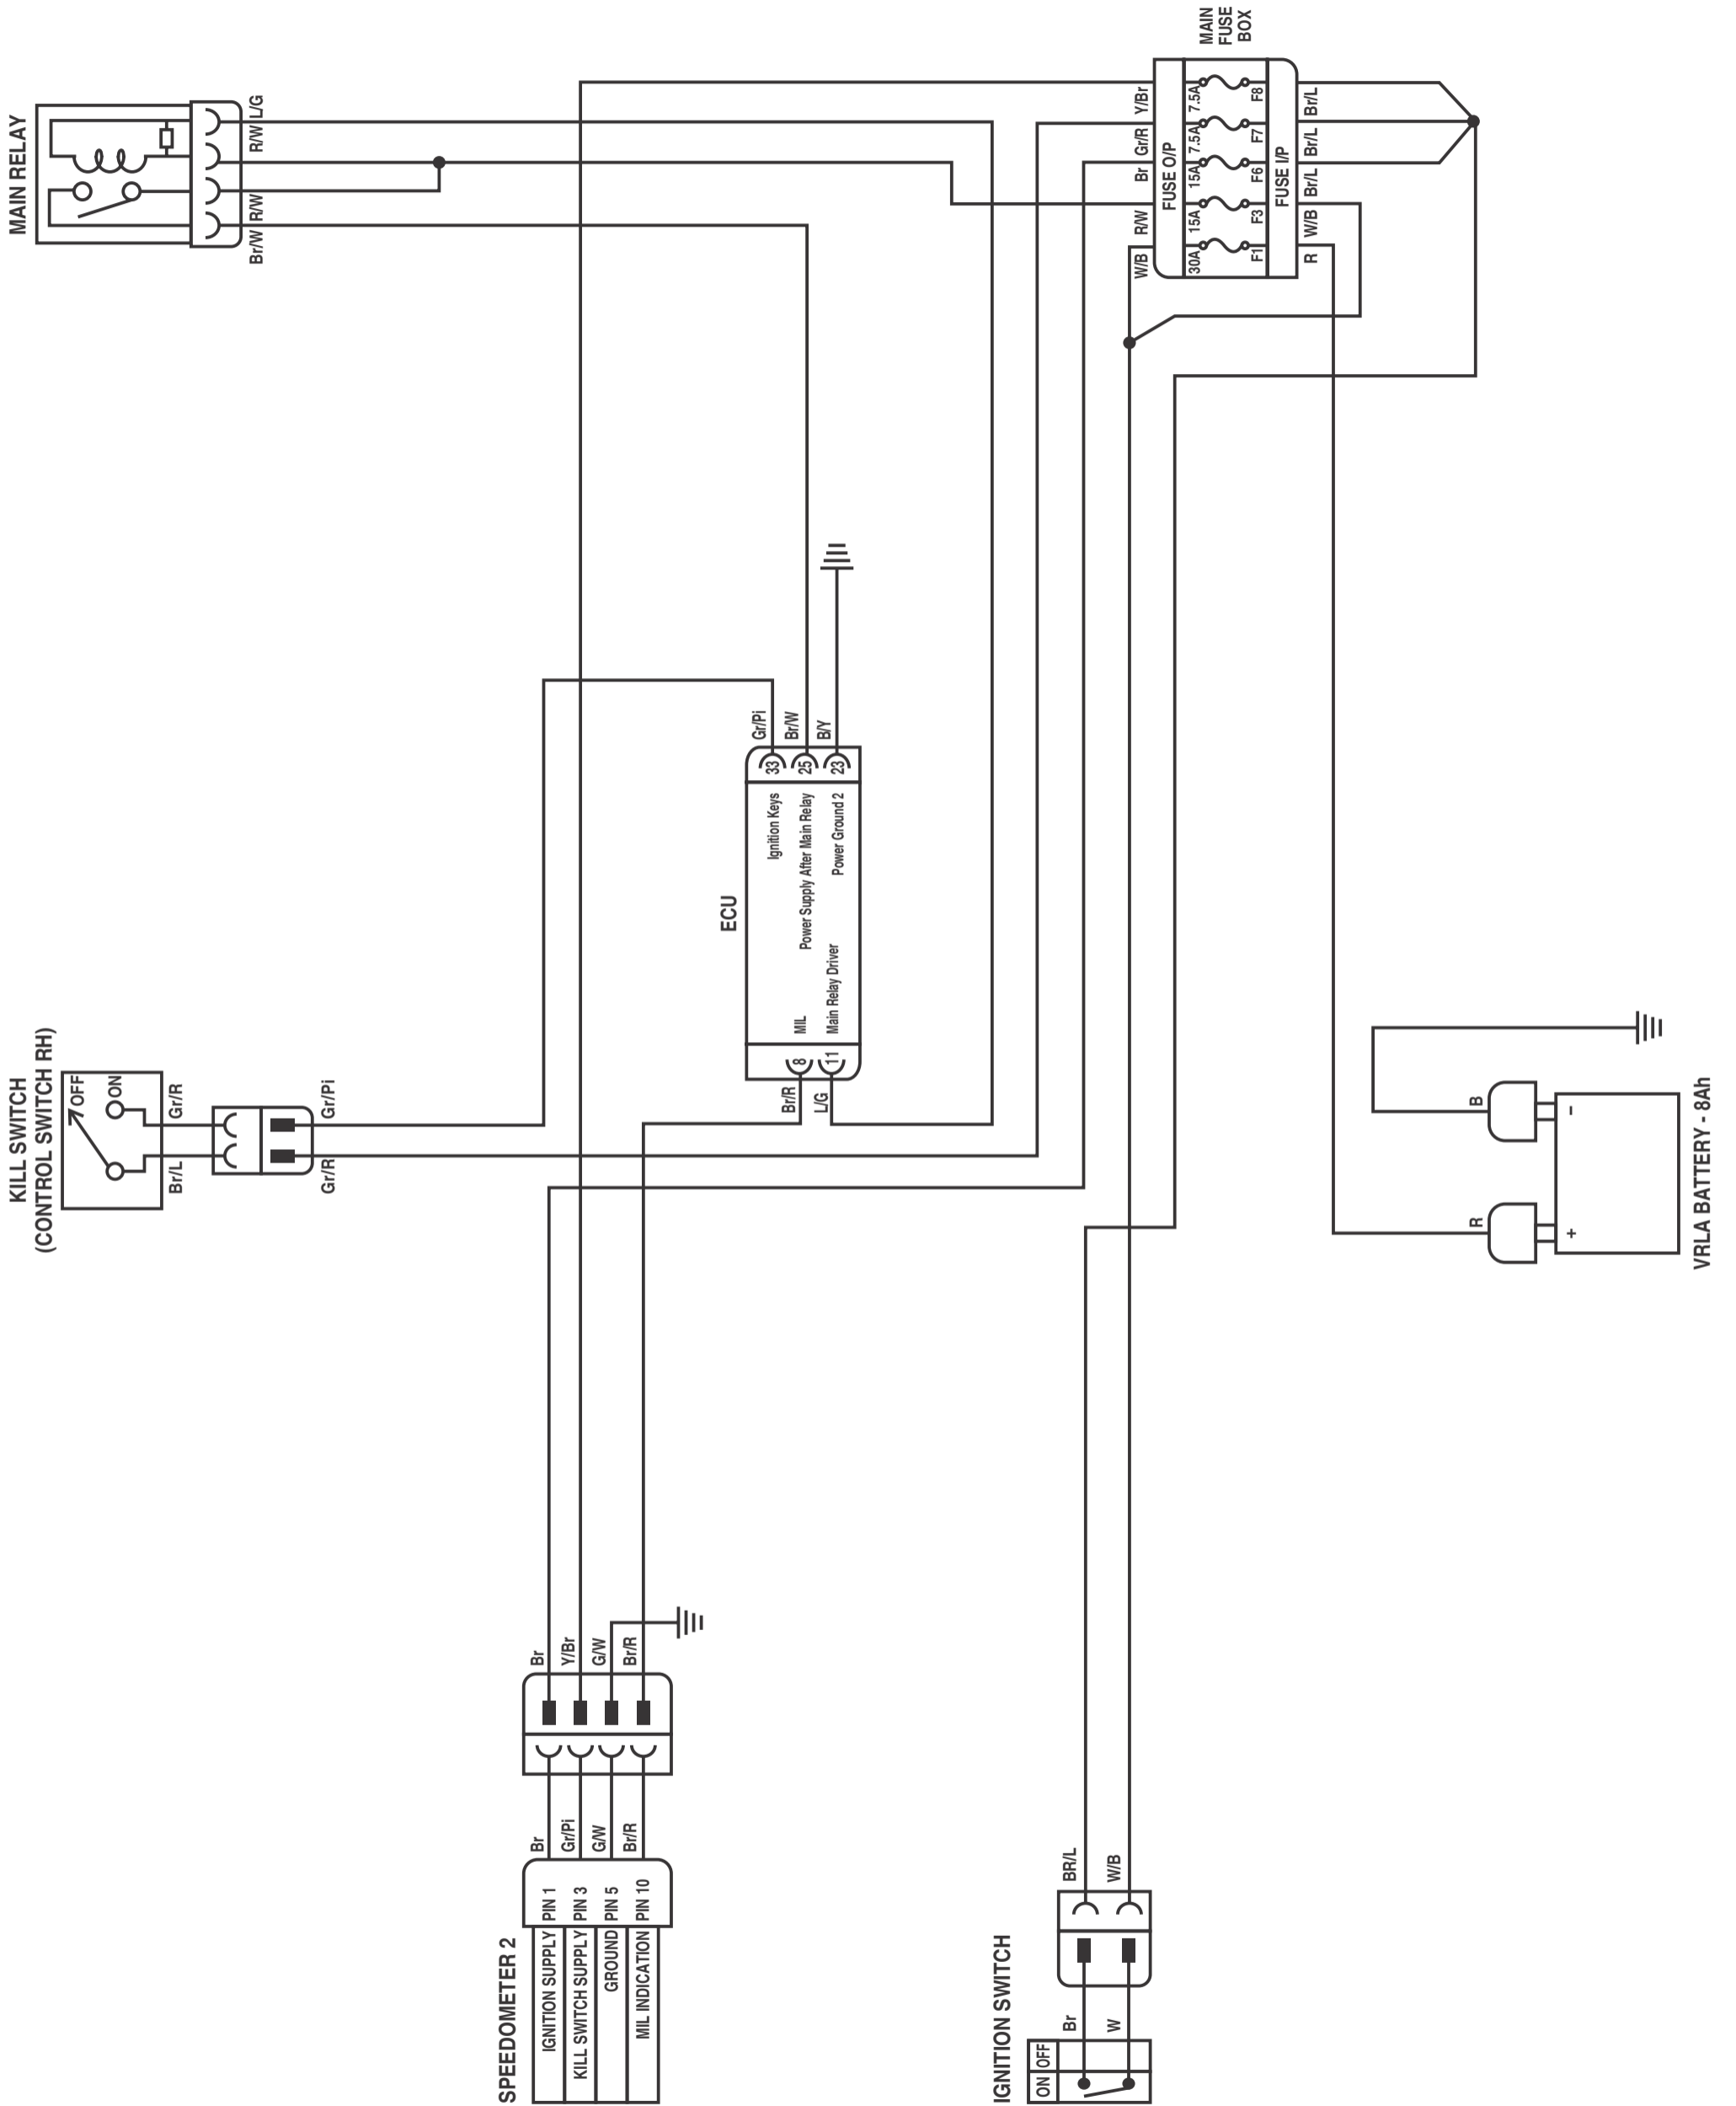 SPEEDOMETER 2
IGNITION SUPPLY
KILL SWITCH SUPPLY
GROUND
MIL INDICATION
PIN 1
PIN 3
PIN 5
PIN 10
Br
Gr/Pi
G/W
Br/R
Br
Y/Br
G/W
Br/R
KILL SWITCH
(CONTROL SWITCH RH)
OFF
ON
Br/L
Gr/R
Gr/R
Gr/Pi
MAIN RELAY
Br/W
R/W
R/W
L/G
ECU
MIL
Main Relay Driver
Ignition Keys
Power Supply After Main Relay
Power Ground 2
8
11
33
25
23
Br/R
L/G
Gr/Pi
Br/W
B/Y
IGNITION SWITCH
ON
OFF
Br
W
BR/L
W/B
MAIN
FUSE
BOX
FUSE O/P
FUSE I/P
W/B
R/W
Br
Gr/R
Y/Br
30A
15A
15A
7.5A
7.5A
F1
F3
F6
F7
F8
R
W/B
Br/L
Br/L
Br/L
R
B
+
-
VRLA BATTERY - 8Ah